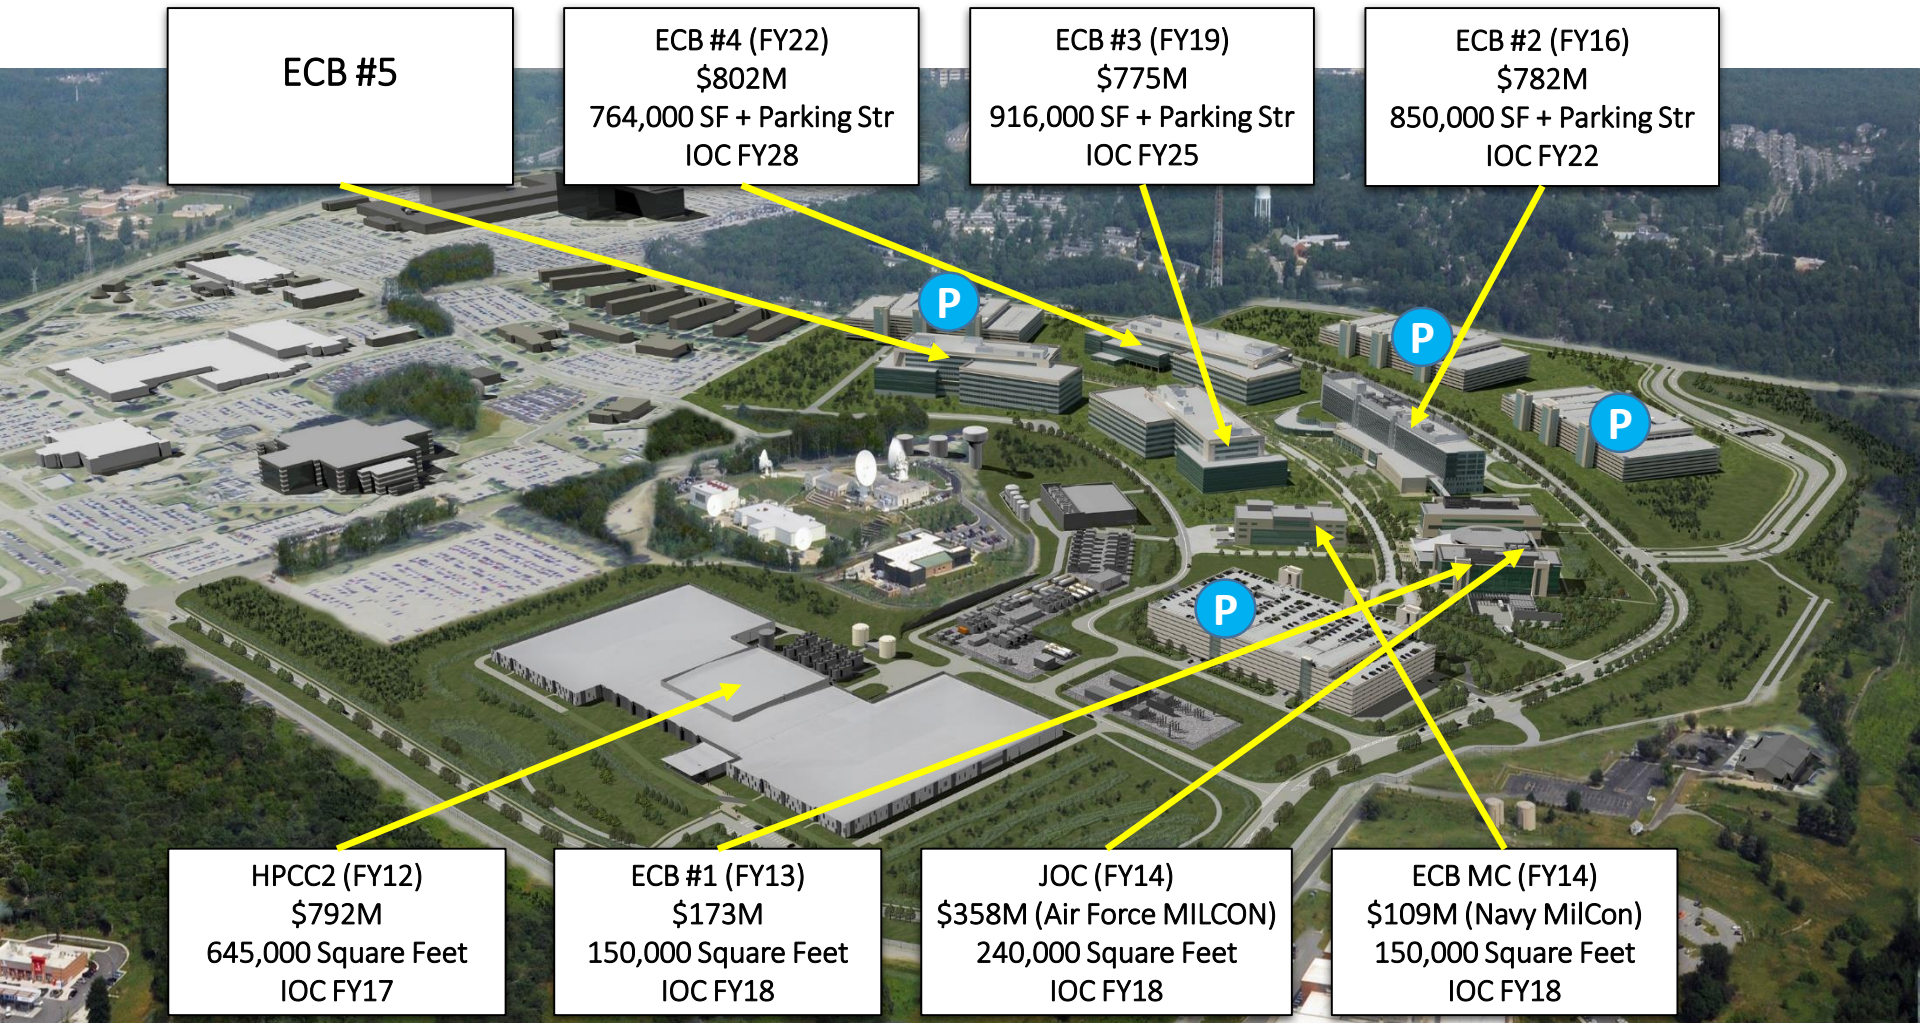 ECB #5
ECB #4 (FY22)
$802M
764,000 SF + Parking Str
IOC FY28
ECB #3 (FY19)
$775M
916,000 SF + Parking Str
IOC FY25
ECB #2 (FY16)
$782M
850,000 SF + Parking Str
IOC FY22
P
P
P
P
HPCC2 (FY12)
$792M
645,000 Square Feet
IOC FY17
ECB #1 (FY13)
$173M
150,000 Square Feet
IOC FY18
JOC (FY14)
$358M (Air Force MILCON)
240,000 Square Feet
IOC FY18
ECB MC (FY14)
$109M (Navy MilCon)
150,000 Square Feet
IOC FY18